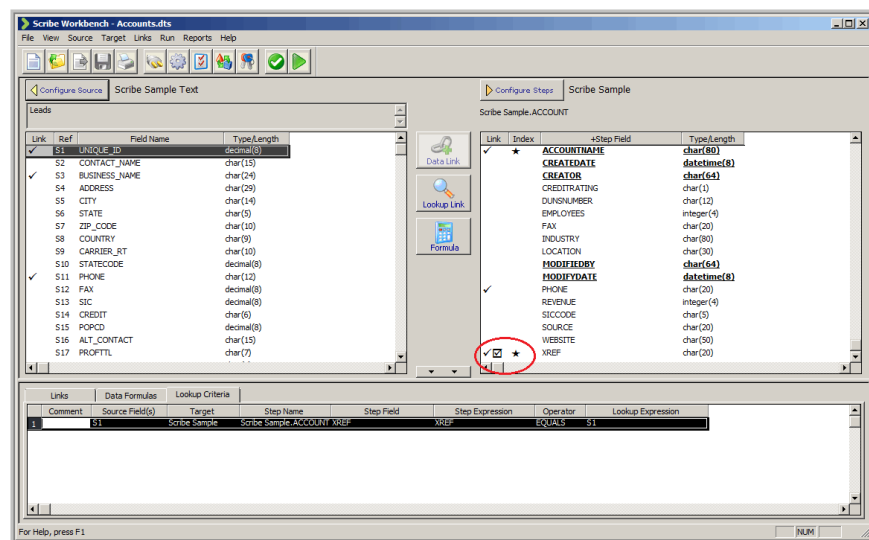 Scribe Workbench - Accounts.dts
File View Source Target Links Run Reports Help
Configure Source Scribe Sample Text
Configure Steps Scribe Sample
Leads
Scribe Sample.ACCOUNT
Link Ref Field Name Type/Length
S1 UNIQUE_ID decimal(8)
S2 CONTACT_NAME char(15)
S3 BUSINESS_NAME char(24)
S4 ADDRESS char(29)
S5 CITY char(14)
S6 STATE char(5)
S7 ZIP_CODE char(10)
S8 COUNTRY char(9)
S9 CARRIER_RT char(10)
S10 STATECODE decimal(8)
S11 PHONE char(12)
S12 FAX decimal(8)
S13 SIC decimal(8)
S14 CREDIT char(6)
S15 POPCD decimal(8)
S16 ALT_CONTACT char(15)
S17 PROFTTL char(7)
Data Link
Lookup Link
Formula
Link Index +Step Field Type/Length
ACCOUNTNAME char(80)
CREATEDATE datetime(8)
CREATOR char(64)
CREDITRATING char(1)
DUNSNUMBER char(12)
EMPLOYEES integer(4)
FAX char(20)
INDUSTRY char(80)
LOCATION char(30)
MODIFIEDBY char(64)
MODIFYDATE datetime(8)
PHONE char(20)
REVENUE integer(4)
SICCODE char(5)
SOURCE char(20)
WEBSITE char(50)
XREF char(20)
Links Data Formulas Lookup Criteria
Comment Source Field(s) Target Step Name Step Field Step Expression Operator Lookup Expression
1 S1 Scribe Sample Scribe Sample.ACCOUNT XREF XREF EQUALS S1
For Help, press F1 NUM